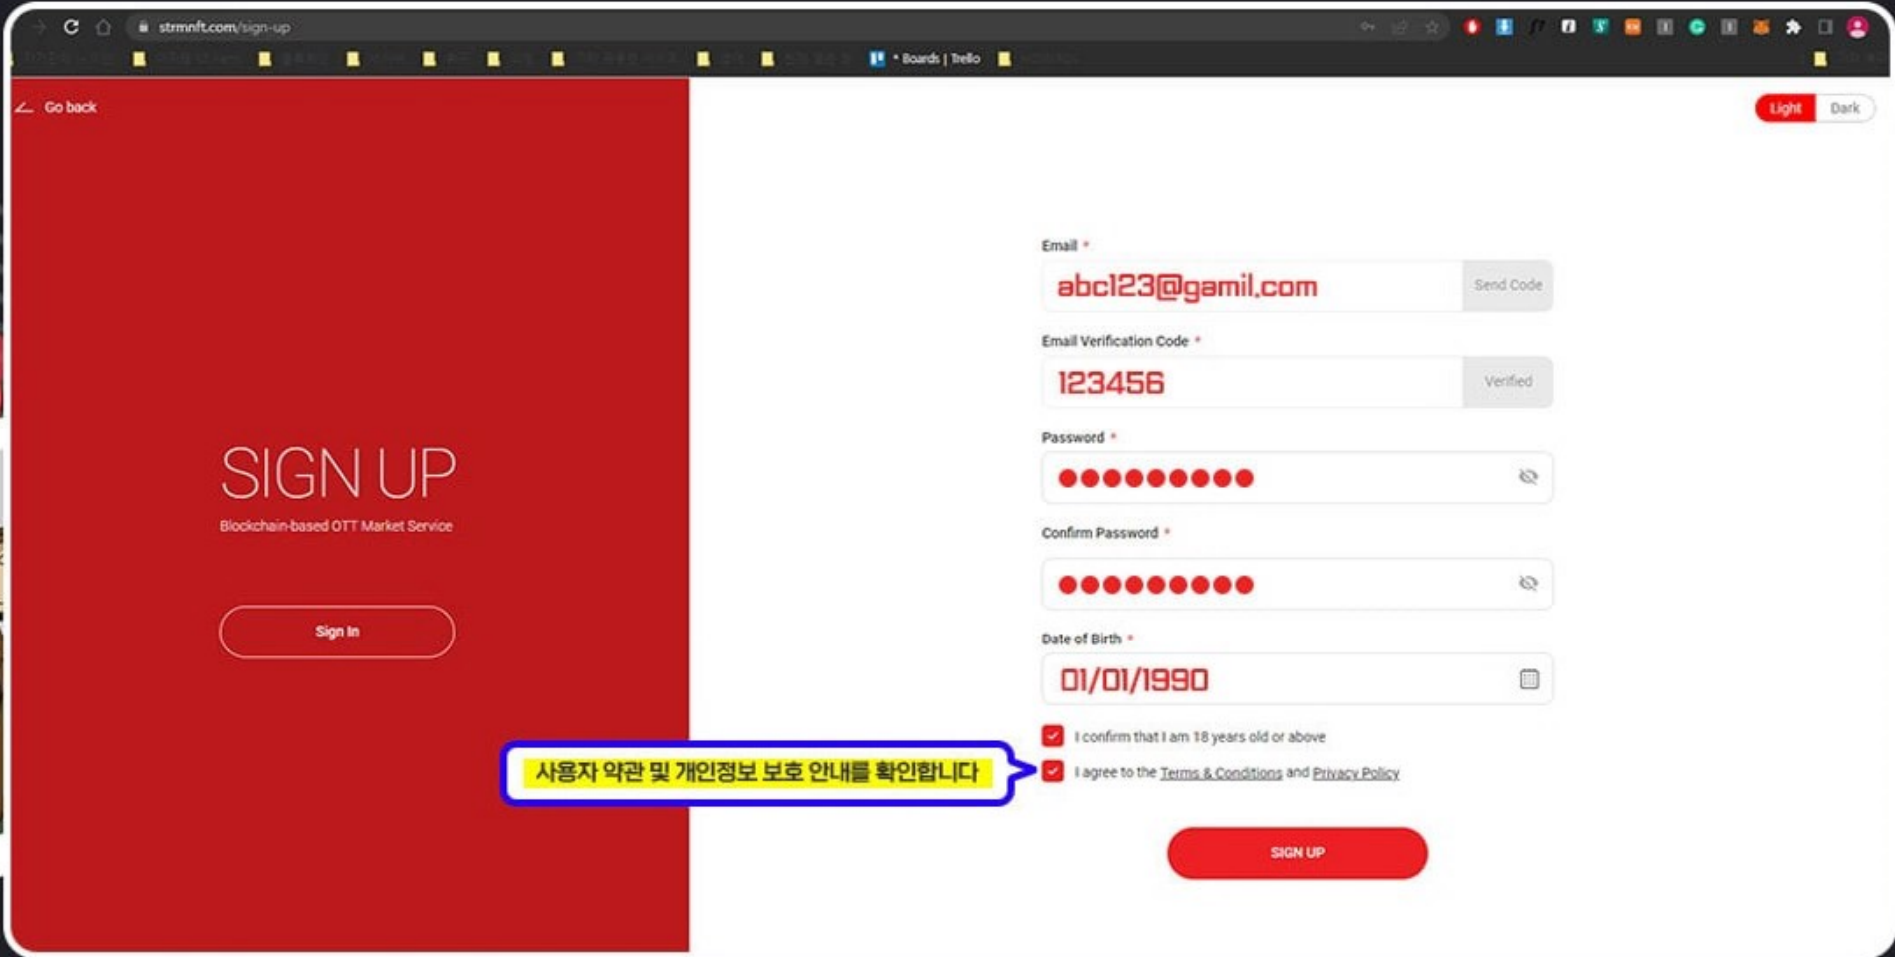 strmnft.com/sign-up
* Boards | Trello
Go back
Light Dark
SIGN UP
Blockchain-based OTT Market Service
Sign In
Email *
abc123@gamil.com
Send Code
Email Verification Code *
123456
Verified
Password *
Confirm Password *
Date of Birth *
01/01/1990
I confirm that I am 18 years old or above
사용자 약관 및 개인정보 보호 안내를 확인합니다
I agree to the Terms & Conditions and Privacy Policy
SIGN UP